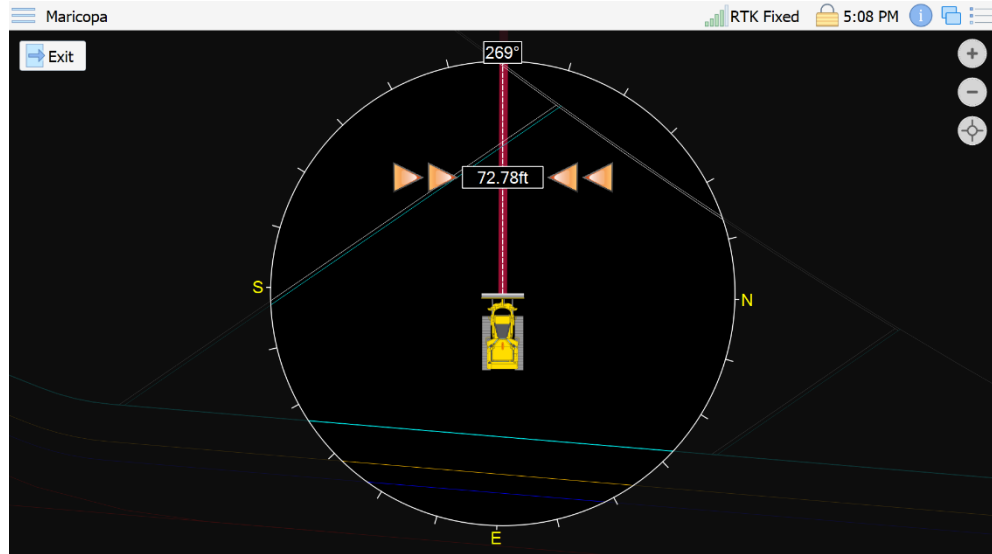 Maricopa
RTK Fixed
5:08 PM
i
Exit
269°
72.78ft
S
N
E